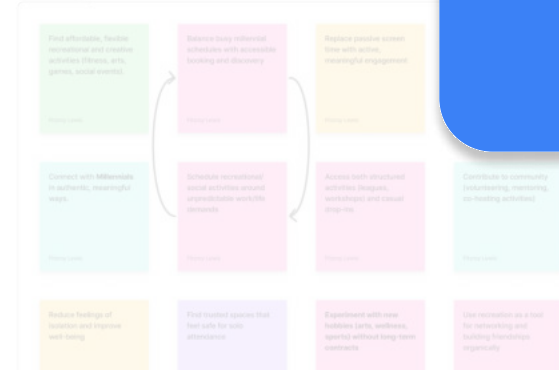 Find affordable, flexible
recreational and creative
activities (fitness, arts,
games, social events)
Balance busy millennial
schedules with accessible
booking and discovery
Replace passive screen
time with active,
meaningful engagement
Connect with Millennials
in authentic, meaningful
ways.
Schedule recreational/
social activities around
unpredictable work/life
demands
Access both structured
activities (leagues,
workshops) and casual
drop-ins
Contribute to community
(volunteering, mentoring,
co-hosting activities)
Reduce feelings of
isolation and improve
well-being
Find trusted spaces that
feel safe for solo
attendance
Experiment with new
hobbies (arts, wellness,
sports) without long-term
contracts
Use recreation as a tool
for networking and
building friendships
organically